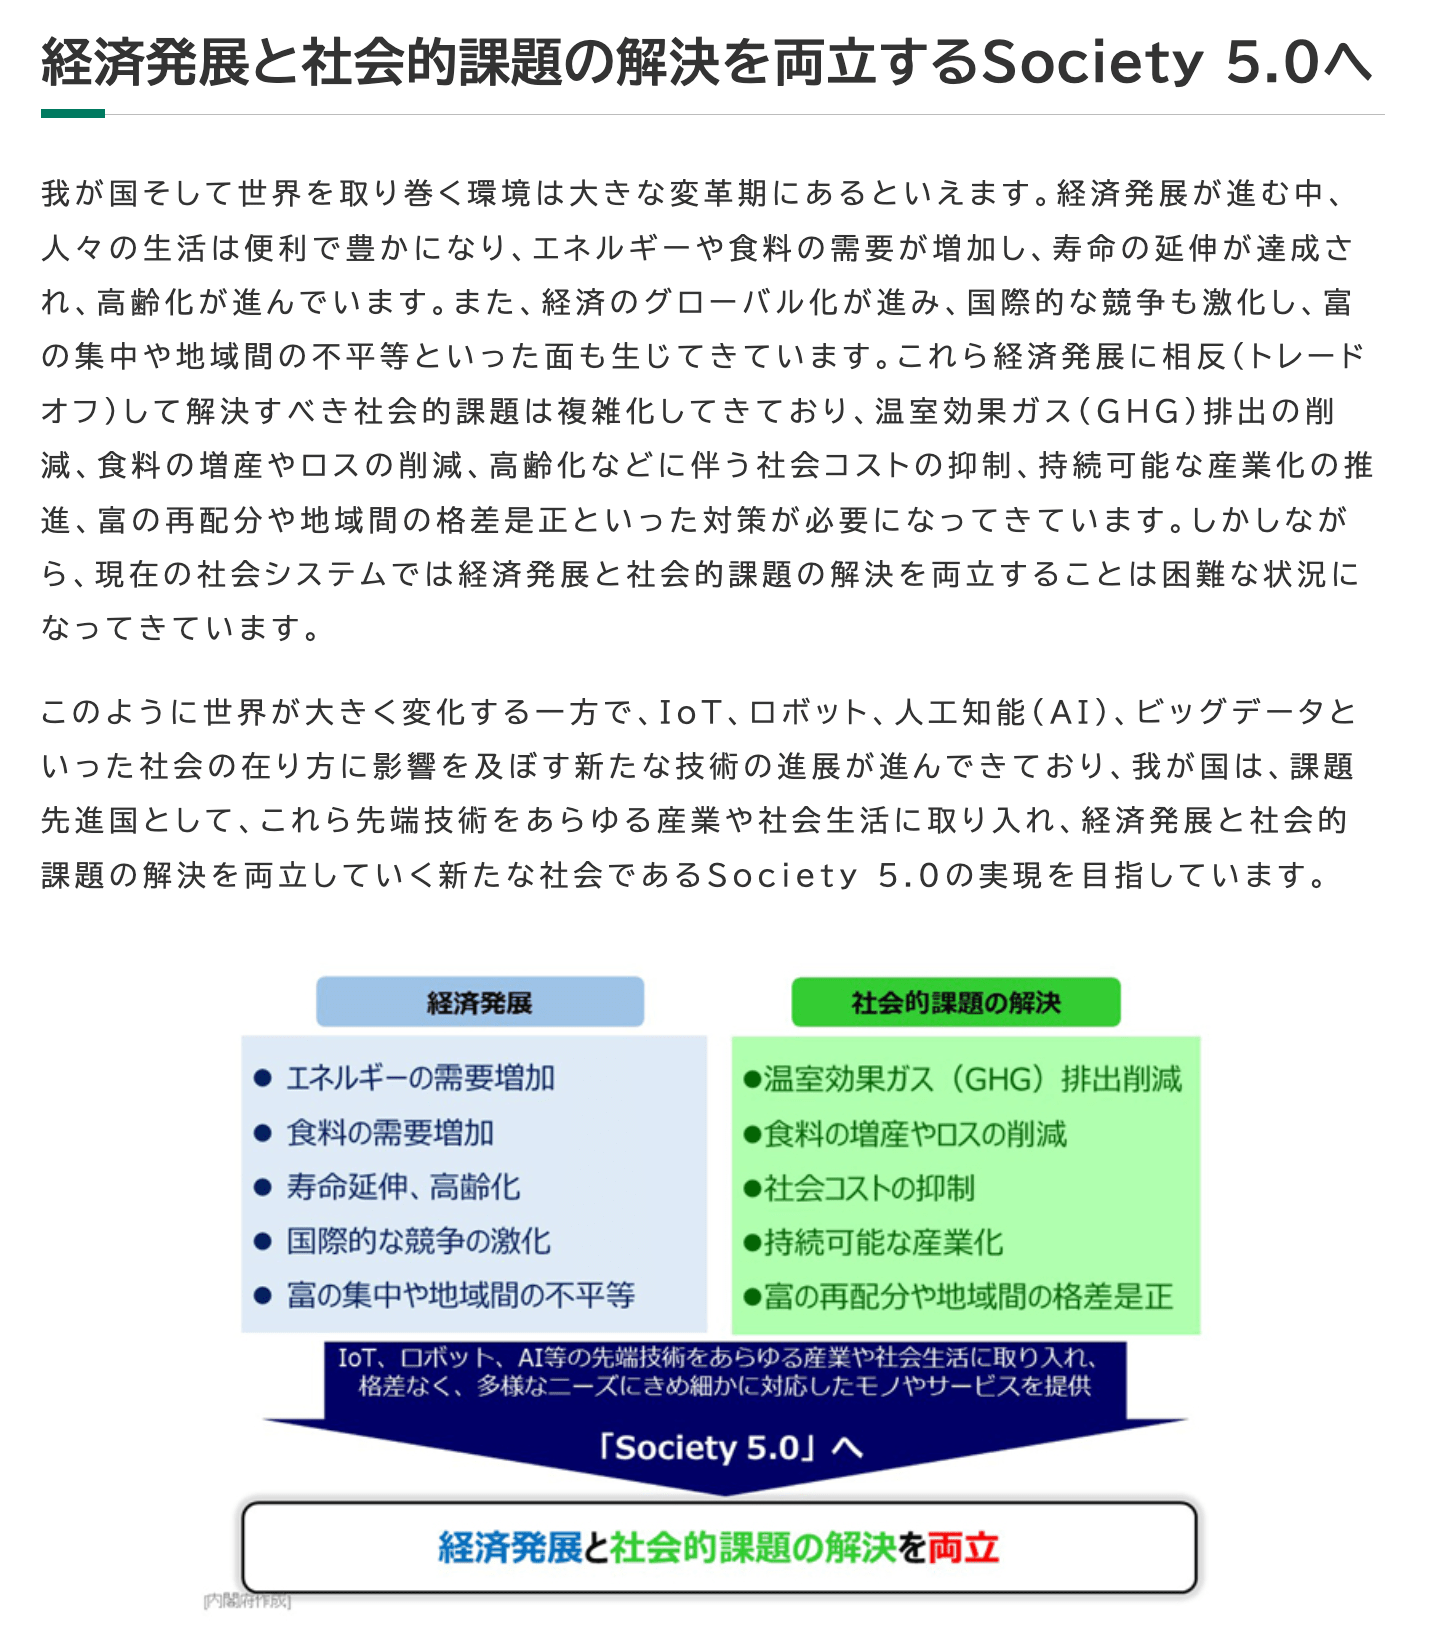 経済発展と社会的課題の解決を両立するSociety 5.0へ
我が国そして世界を取り巻く環境は大きな変革期にあるといえます。経済発展が進む中、
人々の生活は便利で豊かになり、エネルギーや食料の需要が増加し、寿命の延伸が達成さ
れ、高齢化が進んでいます。また、経済のグローバル化が進み、国際的な競争も激化し、富
の集中や地域間の不平等といった面も生じてきています。これら経済発展に相反(トレード
オフ)して解決すべき社会的課題は複雑化してきており、温室効果ガス(GHG)排出の削
減、食料の増産やロスの削減、高齢化などに伴う社会コストの抑制、持続可能な産業化の推
進、富の再配分や地域間の格差是正といった対策が必要になってきています。しかしなが
ら、現在の社会システムでは経済発展と社会的課題の解決を両立することは困難な状況に
なってきています。
このように世界が大きく変化する一方で、IoT、ロボット、人工知能(AI)、ビッグデータと
いった社会の在り方に影響を及ぼす新たな技術の進展が進んできており、我が国は、課題
先進国として、これら先端技術をあらゆる産業や社会生活に取り入れ、経済発展と社会的
課題の解決を両立していく新たな社会であるSociety 5.0の実現を目指しています。
経済発展
● エネルギーの需要増加
● 食料の需要増加
● 寿命延伸、高齢化
● 国際的な競争の激化
● 富の集中や地域間の不平等
社会的課題の解決
●温室効果ガス（GHG）排出削減
●食料の増産やロスの削減
●社会コストの抑制
●持続可能な産業化
●富の再配分や地域間の格差是正
IoT、ロボット、AI等の先端技術をあらゆる産業や社会生活に取り入れ、
格差なく、多様なニーズにきめ細かに対応したモノやサービスを提供
「Society 5.0」へ
経済発展と社会的課題の解決を両立
[内閣府作成]